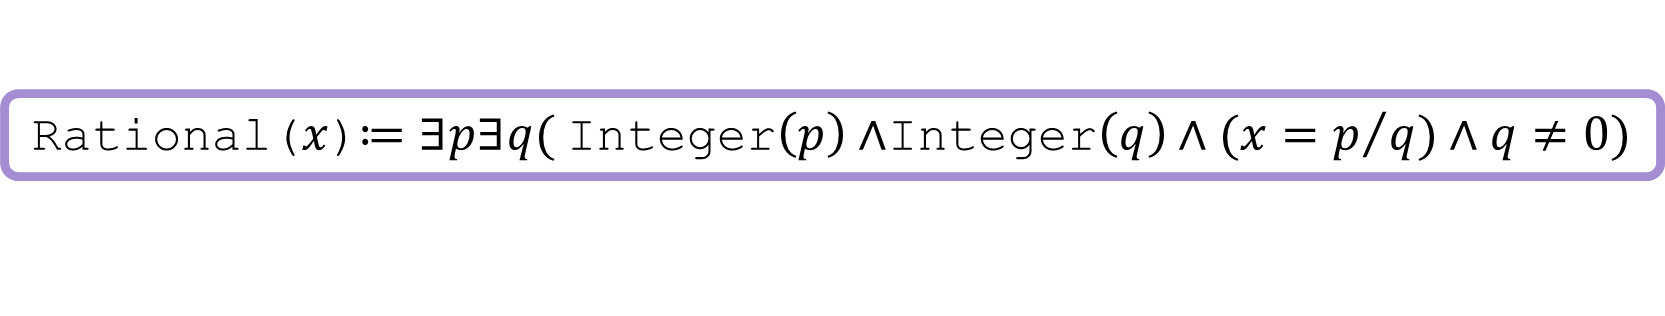 Rational(x)≔ ∃p∃q( Integer(p) ∧Integer(q) ∧ (x = p/q) ∧ q ≠ 0)